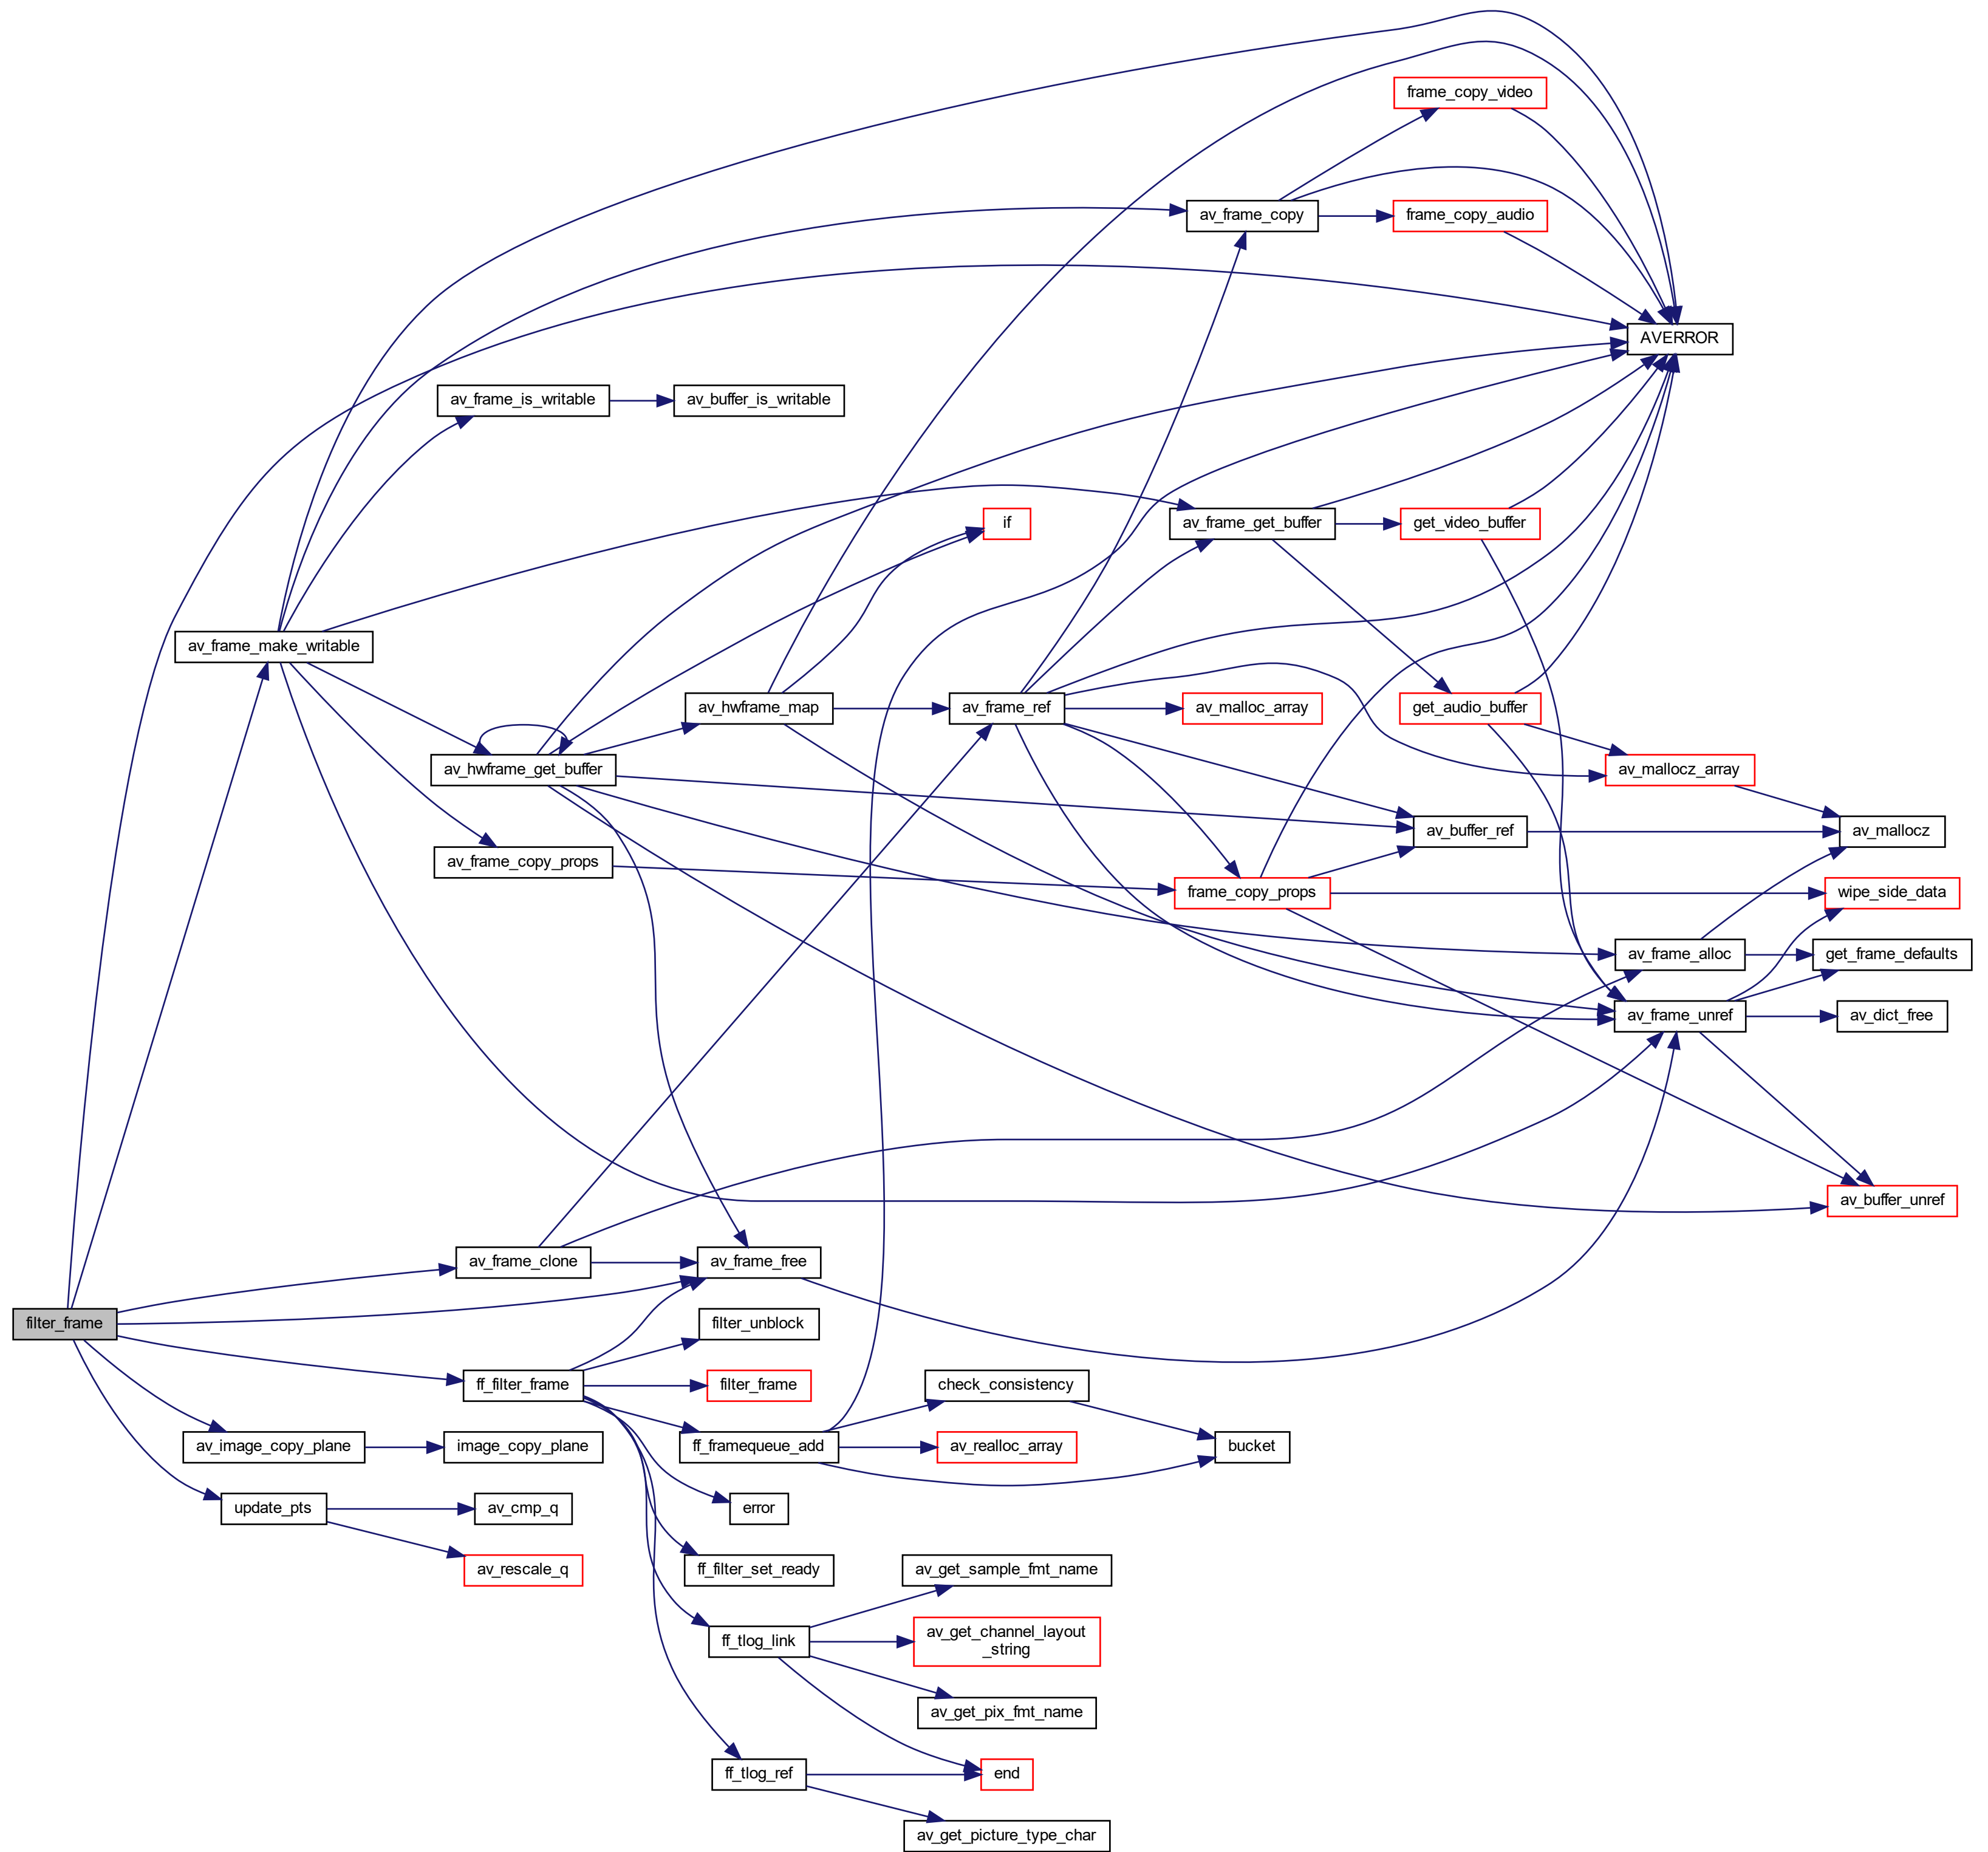 frame_copy_video
av_frame_copy
frame_copy_audio
AVERROR
av_frame_is_writable
av_buffer_is_writable
if
av_frame_get_buffer
get_video_buffer
av_frame_make_writable
av_hwframe_map
av_frame_ref
av_malloc_array
get_audio_buffer
av_hwframe_get_buffer
av_mallocz_array
av_buffer_ref
av_mallocz
av_frame_copy_props
frame_copy_props
wipe_side_data
av_frame_alloc
get_frame_defaults
av_frame_unref
av_dict_free
av_buffer_unref
av_frame_clone
av_frame_free
filter_frame
filter_unblock
ff_filter_frame
filter_frame
check_consistency
av_image_copy_plane
image_copy_plane
ff_framequeue_add
av_realloc_array
bucket
update_pts
av_cmp_q
error
av_rescale_q
ff_filter_set_ready
av_get_sample_fmt_name
ff_tlog_link
av_get_channel_layout
_string
av_get_pix_fmt_name
ff_tlog_ref
end
av_get_picture_type_char